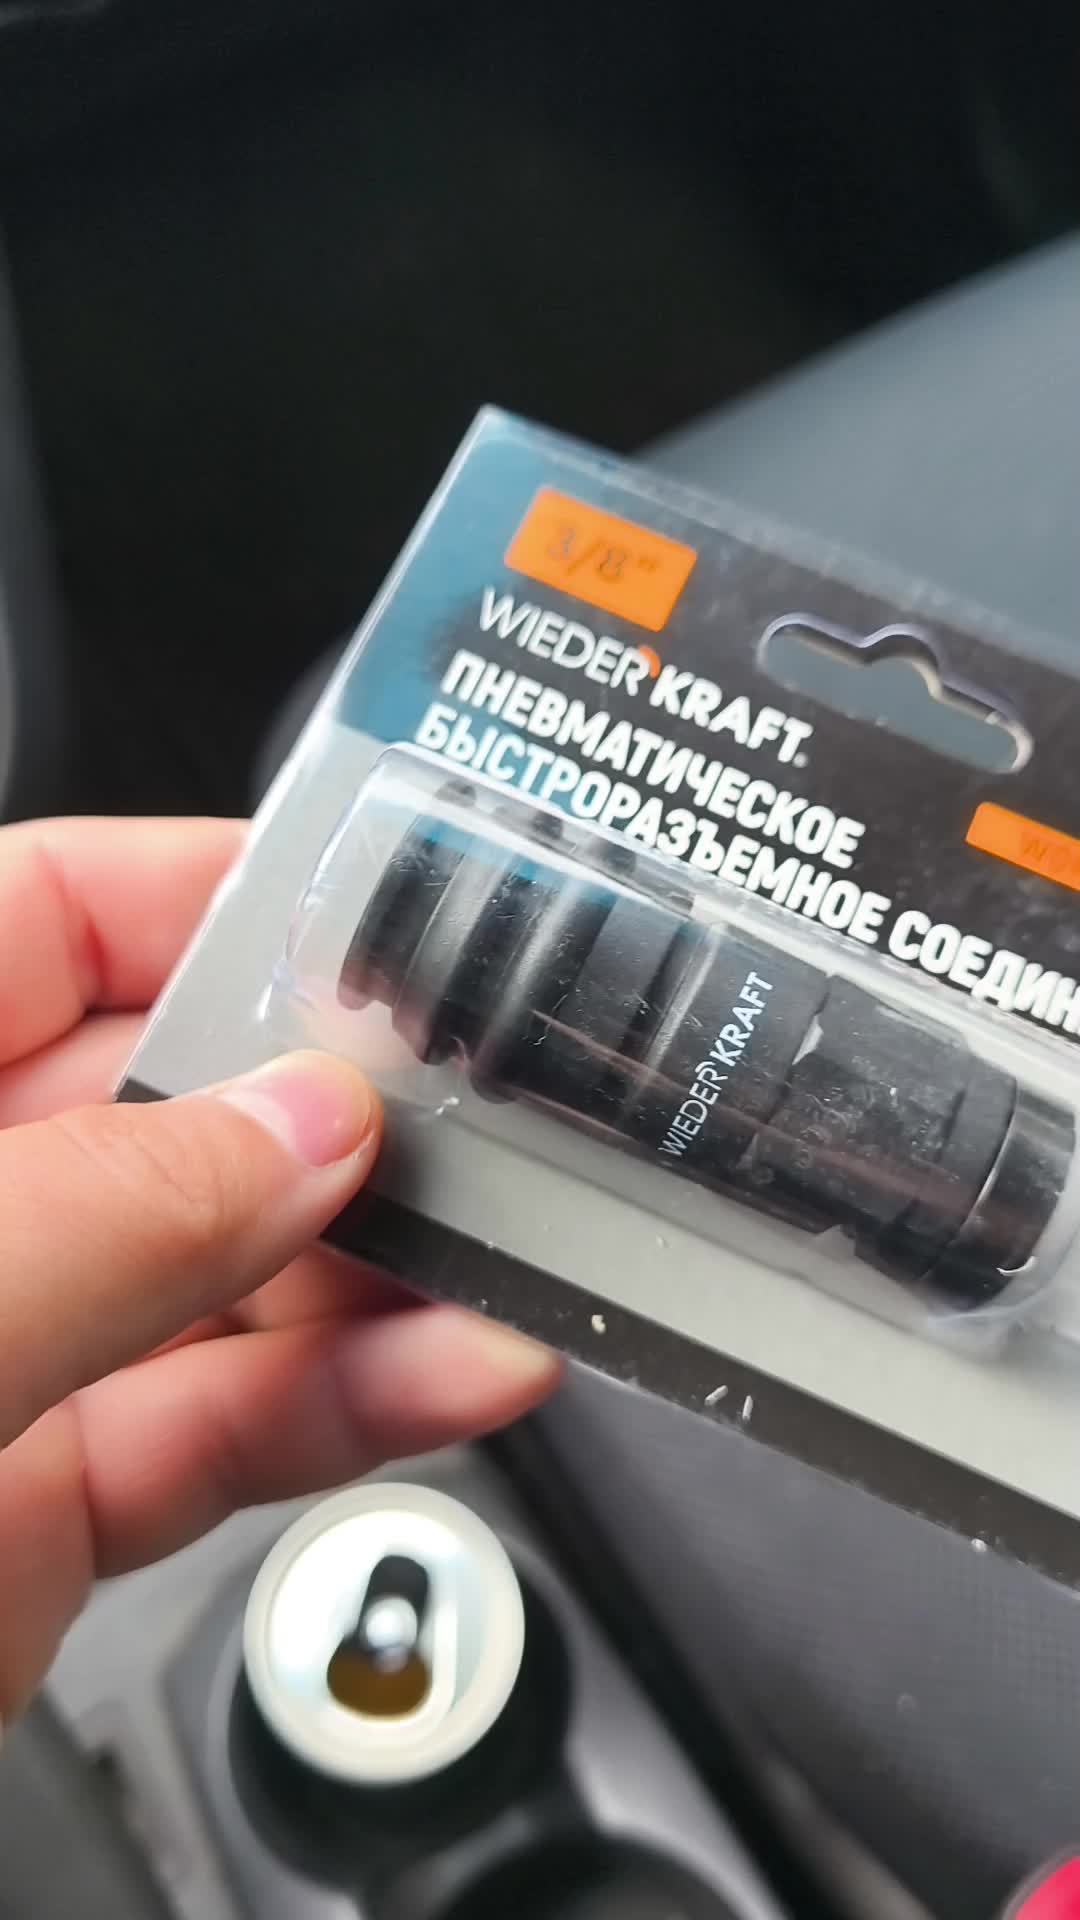 3/8"
WIEDERKRAFT
ПНЕВМАТИЧЕСКОЕ
БЫСТРОРАЗЪЕМНОЕ СОЕДИН
WIEDERKRAFT